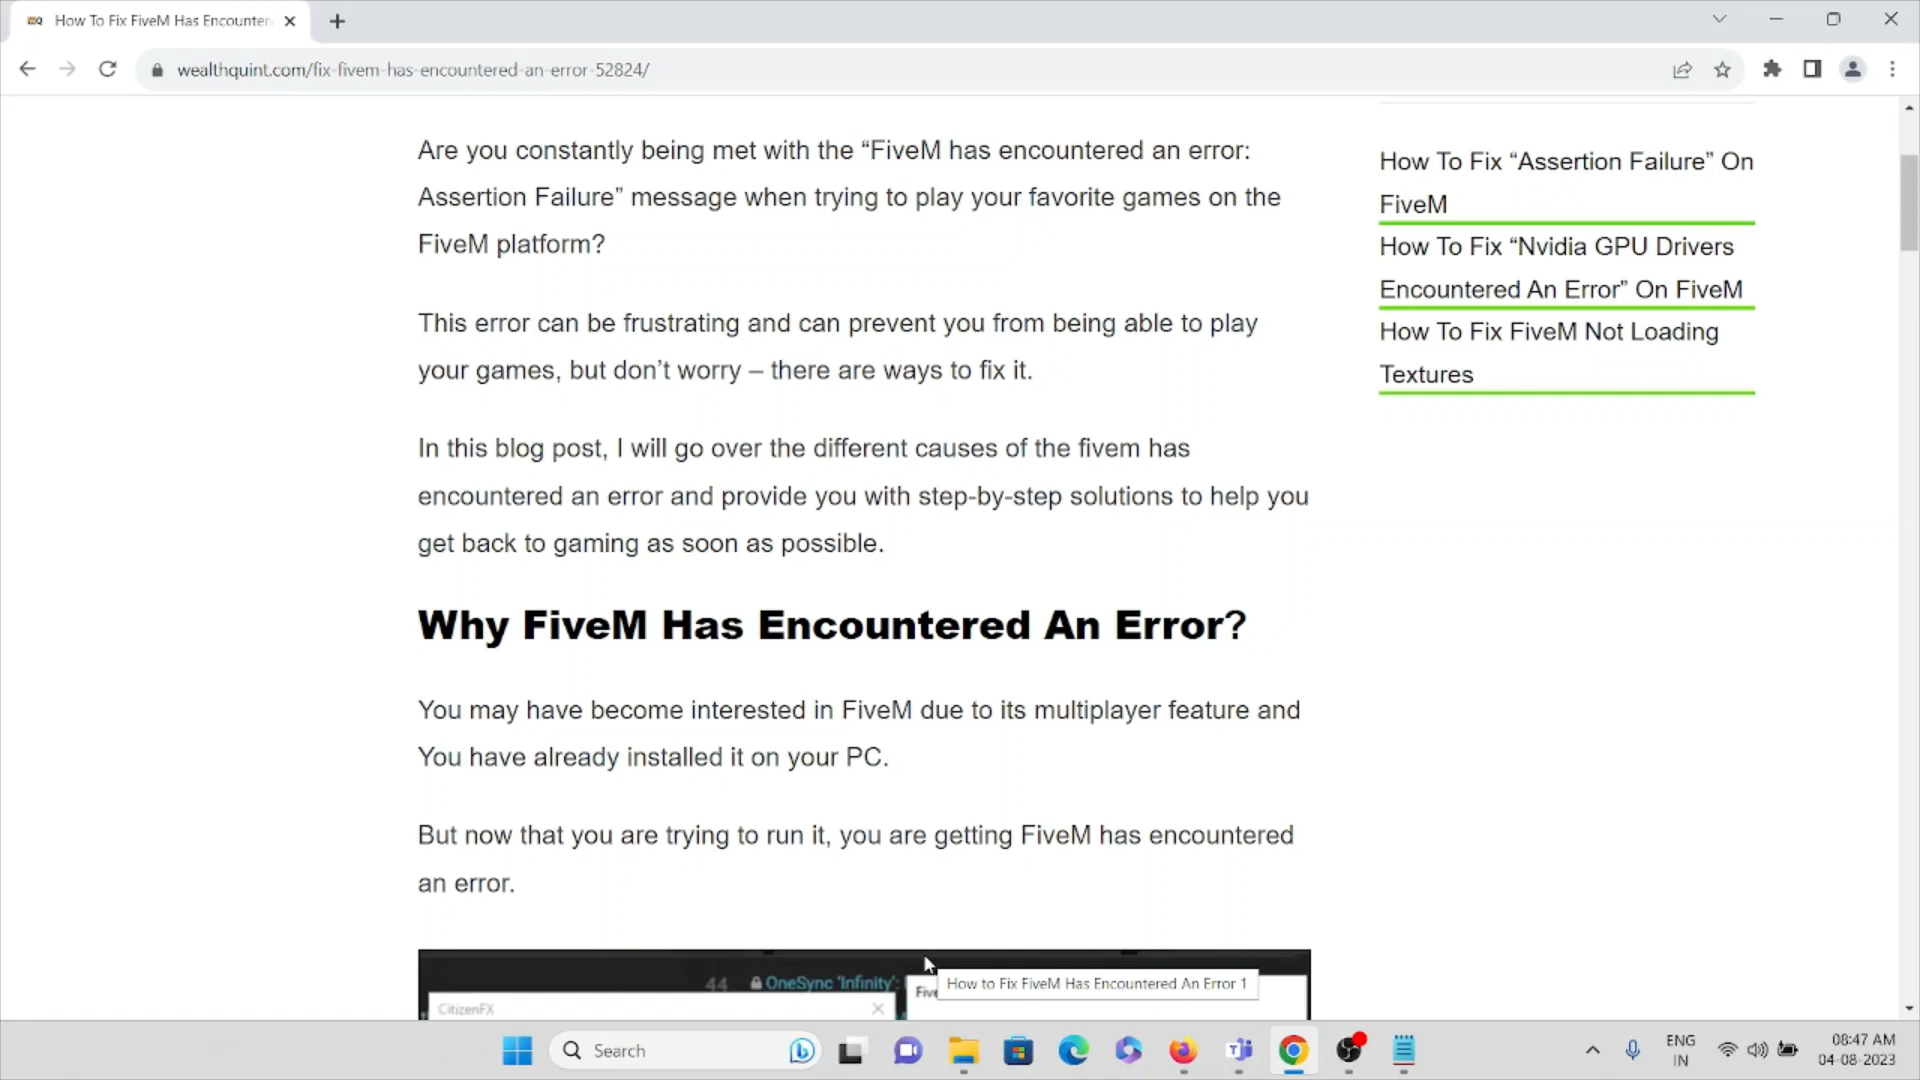 How To Fix FiveM Has Encounter
wealthquint.com/fix-fivem-has-encountered-an-error-52824/
Are you constantly being met with the “FiveM has encountered an error:
Assertion Failure” message when trying to play your favorite games on the
FiveM platform?
This error can be frustrating and can prevent you from being able to play
your games, but don’t worry – there are ways to fix it.
In this blog post, I will go over the different causes of the fivem has
encountered an error and provide you with step-by-step solutions to help you
get back to gaming as soon as possible.
Why FiveM Has Encountered An Error?
You may have become interested in FiveM due to its multiplayer feature and
You have already installed it on your PC.
But now that you are trying to run it, you are getting FiveM has encountered
an error.
44 OneSync 'Infinity':
CitizenFX
Five
How to Fix FiveM Has Encountered An Error 1
How To Fix “Assertion Failure” On
FiveM
How To Fix “Nvidia GPU Drivers
Encountered An Error” On FiveM
How To Fix FiveM Not Loading
Textures
Search
ENG
IN
08:47 AM
04-08-2023